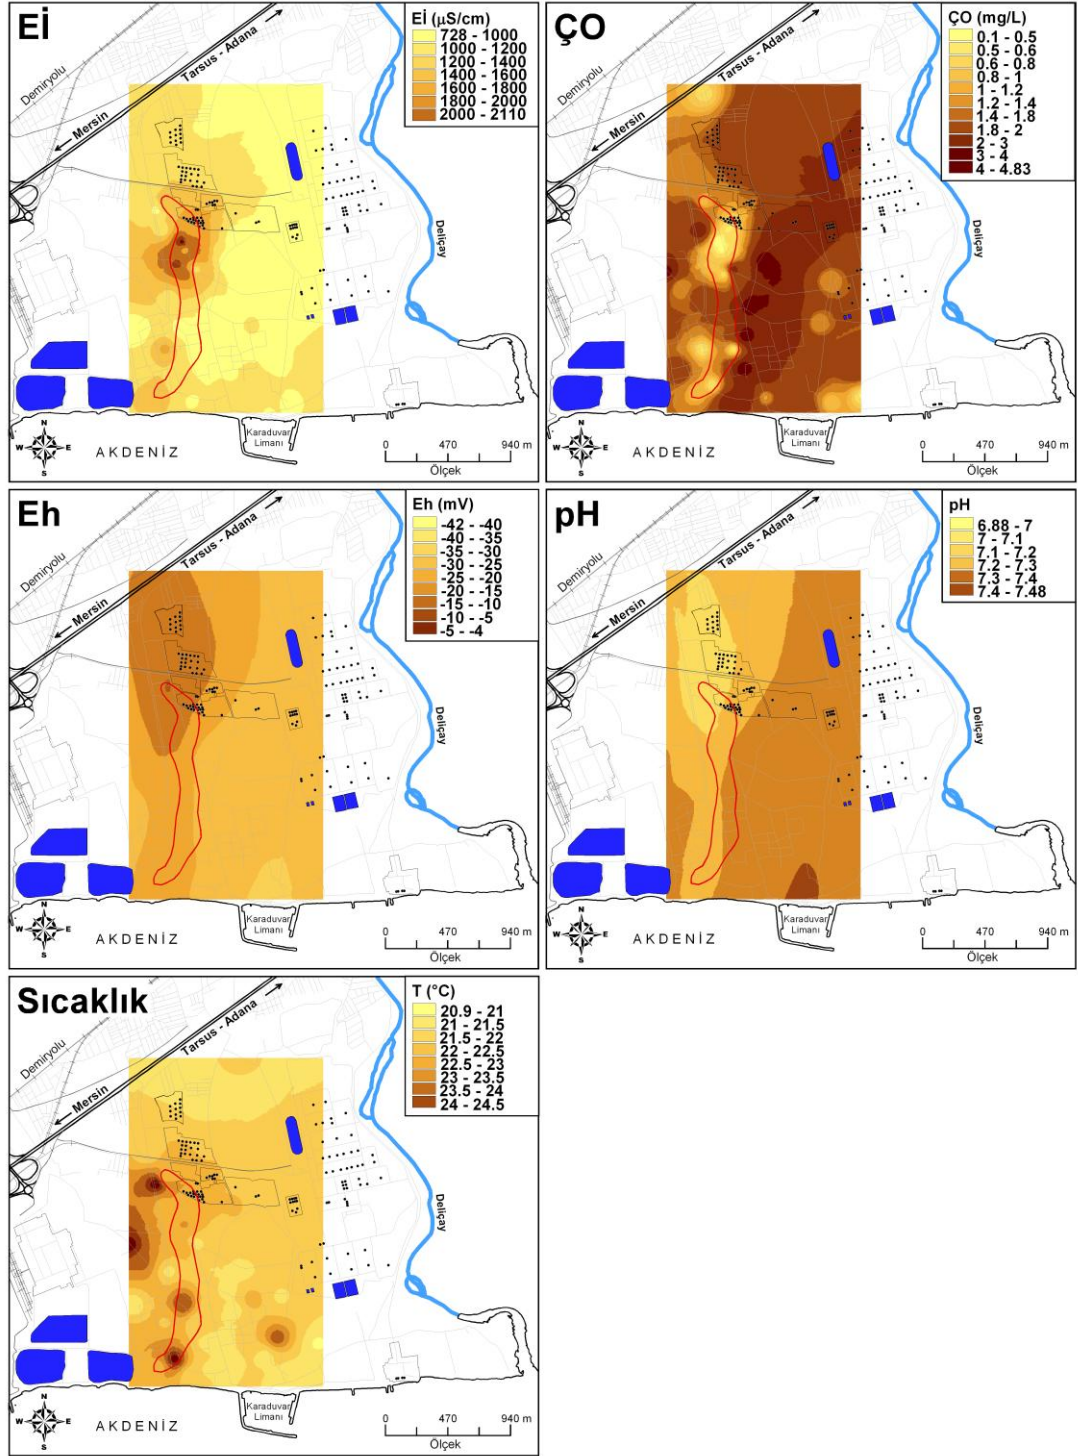 Eİ
Eİ (µS/cm)
728 - 1000
1000 - 1200
1200 - 1400
1400 - 1600
1600 - 1800
1800 - 2000
2000 - 2110
Demiryolu
Tarsus - Adana
Mersin
Deliçay
Karaduvar
Limanı
N
W E
S
AKDENİZ
0 470 940 m
Ölçek
ÇO
ÇO (mg/L)
0.1 - 0.5
0.5 - 0.6
0.6 - 0.8
0.8 - 1
1 - 1.2
1.2 - 1.4
1.4 - 1.8
1.8 - 2
2 - 3
3 - 4
4 - 4.83
Demiryolu
Tarsus - Adana
Mersin
Deliçay
Karaduvar
Limanı
N
W E
S
AKDENİZ
0 470 940 m
Ölçek
Eh
Eh (mV)
-42 - -40
-40 - -35
-35 - -30
-30 - -25
-25 - -20
-20 - -15
-15 - -10
-10 - -5
-5 - -4
Demiryolu
Tarsus - Adana
Mersin
Deliçay
Karaduvar
Limanı
N
W E
S
AKDENİZ
0 470 940 m
Ölçek
pH
pH
6.88 - 7
7 - 7.1
7.1 - 7.2
7.2 - 7.3
7.3 - 7.4
7.4 - 7.48
Demiryolu
Tarsus - Adana
Mersin
Deliçay
Karaduvar
Limanı
N
W E
S
AKDENİZ
0 470 940 m
Ölçek
Sıcaklık
T (°C)
20.9 - 21
21 - 21.5
21.5 - 22
22 - 22.5
22.5 - 23
23 - 23.5
23.5 - 24
24 - 24.5
Demiryolu
Tarsus - Adana
Mersin
Deliçay
Karaduvar
Limanı
N
W E
S
AKDENİZ
0 470 940 m
Ölçek